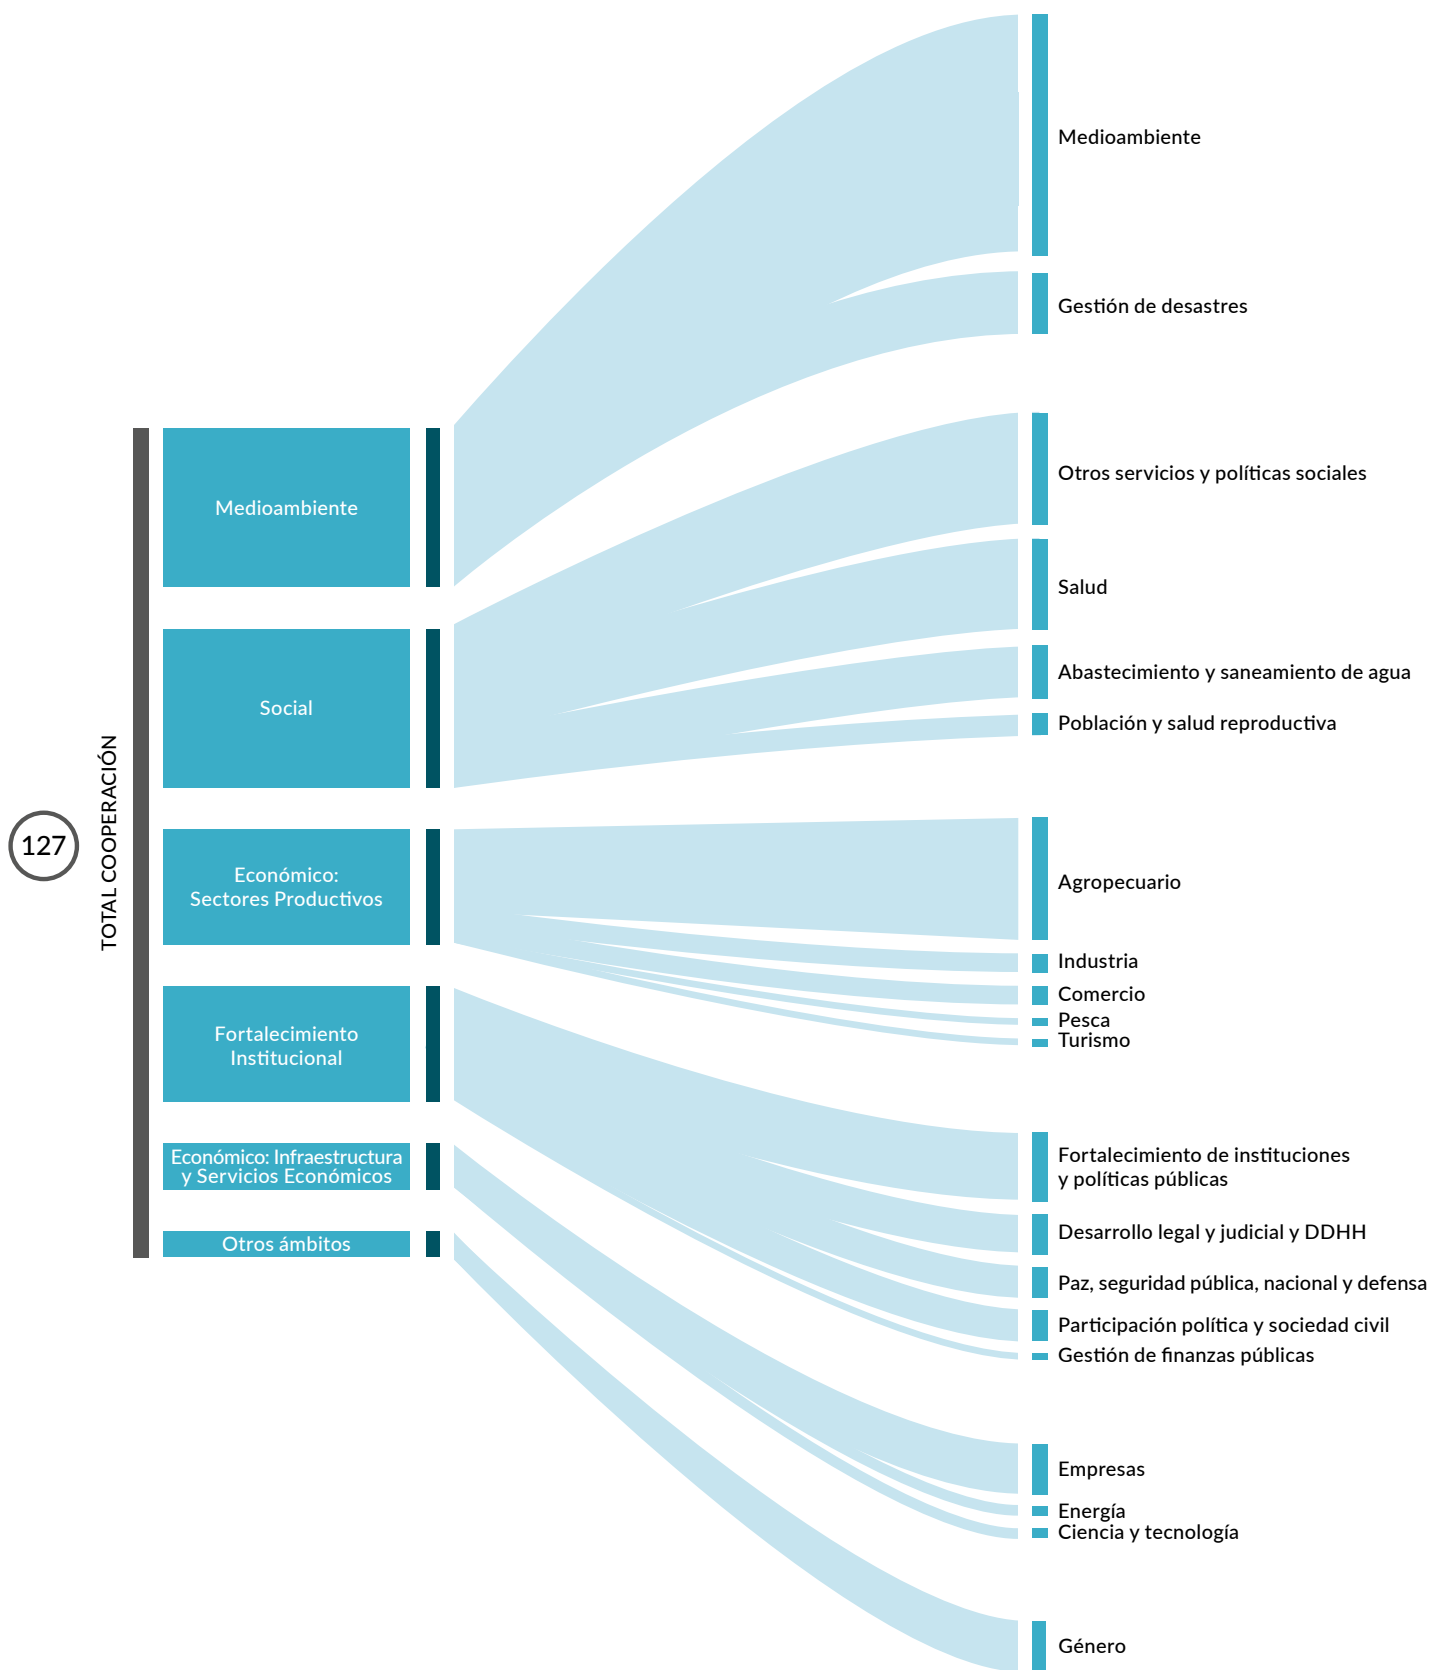 127
TOTAL COOPERACIÓN
Medioambiente
Social
Económico:
Sectores Productivos
Fortalecimiento
Institucional
Económico: Infraestructura
y Servicios Económicos
Otros ámbitos
Medioambiente
Gestión de desastres
Otros servicios y políticas sociales
Salud
Abastecimiento y saneamiento de agua
Población y salud reproductiva
Agropecuario
Industria
Comercio
Pesca
Turismo
Fortalecimiento de instituciones
y políticas públicas
Desarrollo legal y judicial y DDHH
Paz, seguridad pública, nacional y defensa
Participación política y sociedad civil
Gestión de finanzas públicas
Empresas
Energía
Ciencia y tecnología
Género